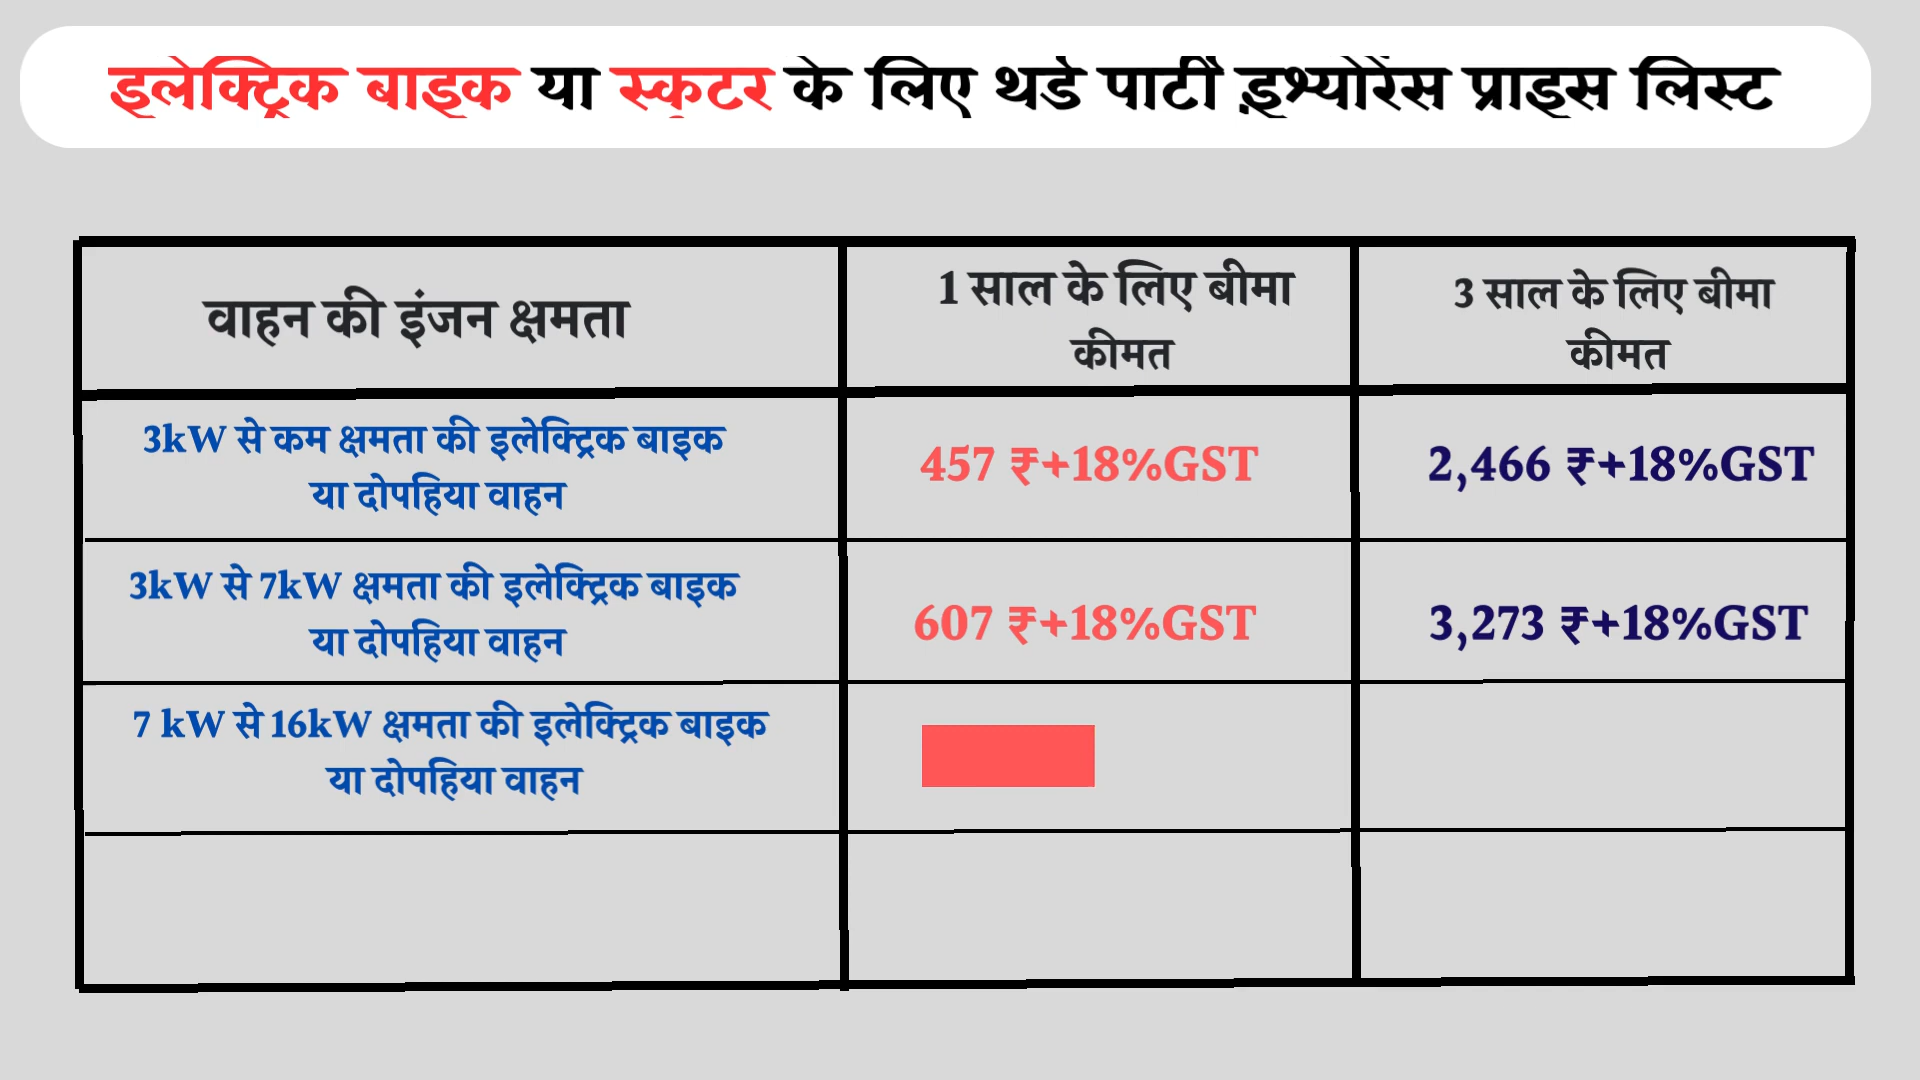 इलेक्ट्रिक बाइक या स्कूटर के लिए थर्ड पार्टी इंश्योरेंस प्राइस लिस्ट
वाहन की इंजन क्षमता
1 साल के लिए बीमा
कीमत
3 साल के लिए बीमा
कीमत
3kW से कम क्षमता की इलेक्ट्रिक बाइक
या दोपहिया वाहन
457 ₹+18%GST
2,466 ₹+18%GST
3kW से 7kW क्षमता की इलेक्ट्रिक बाइक
या दोपहिया वाहन
607 ₹+18%GST
3,273 ₹+18%GST
7 kW से 16kW क्षमता की इलेक्ट्रिक बाइक
या दोपहिया वाहन